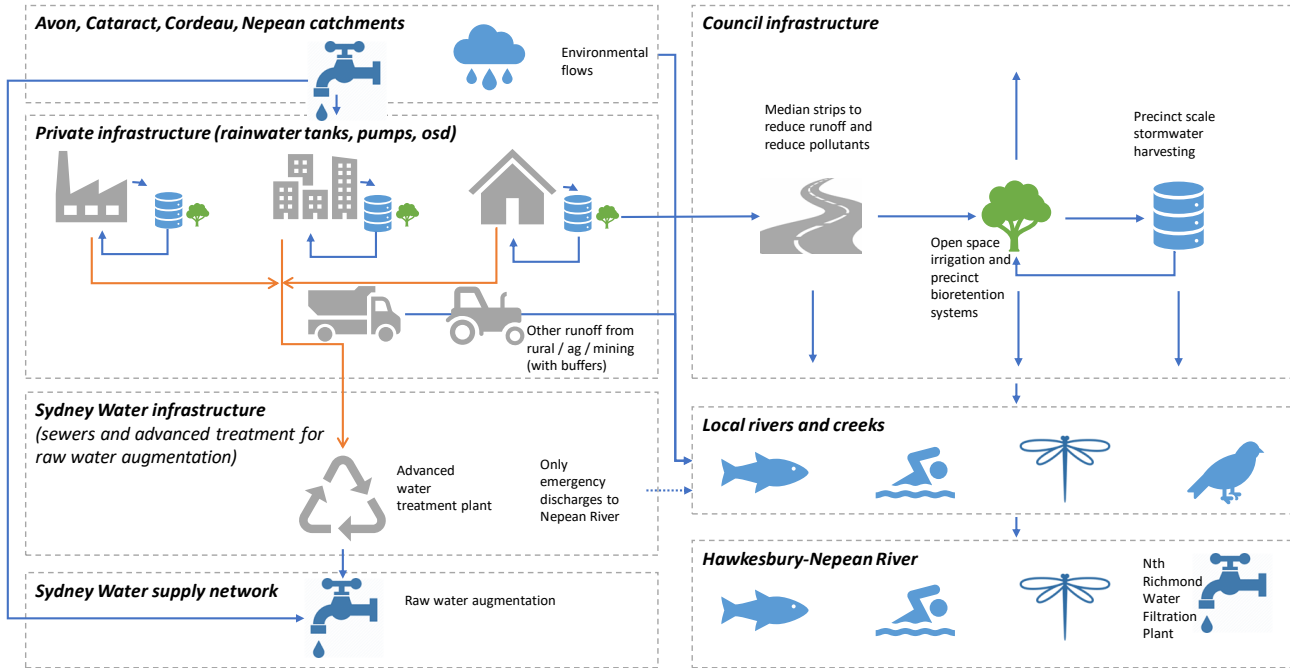 Avon, Cataract, Cordeau, Nepean catchments
Environmental
flows
Private infrastructure (rainwater tanks, pumps, osd)
Other runoff from
rural / ag / mining
(with buffers)
Sydney Water infrastructure
(sewers and advanced treatment for
raw water augmentation)
Advanced
water
treatment plant
Only
emergency
discharges to
Nepean River
Sydney Water supply network
Raw water augmentation
Council infrastructure
Median strips to
reduce runoff and
reduce pollutants
Precinct scale
stormwater
harvesting
Open space
irrigation and
precinct
bioretention
systems
Local rivers and creeks
Hawkesbury-Nepean River
Nth
Richmond
Water
Filtration
Plant